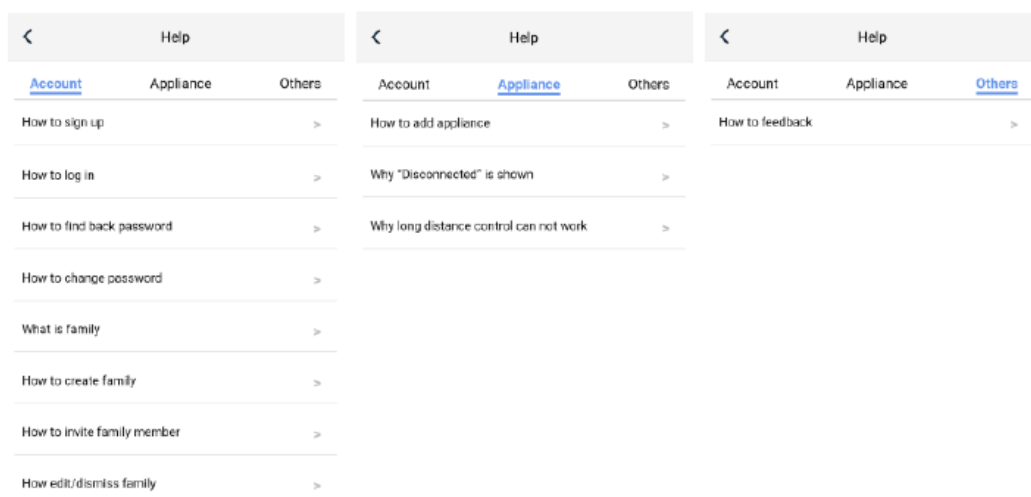 Help
Account Appliance Others
How to sign up >
How to log in >
How to find back password >
How to change password >
What is family >
How to create family >
How to invite family member >
How edit/dismiss family >
Help
Account Appliance Others
How to add appliance >
Why "Disconnected" is shown >
Why long distance control can not work >
Help
Account Appliance Others
How to feedback >